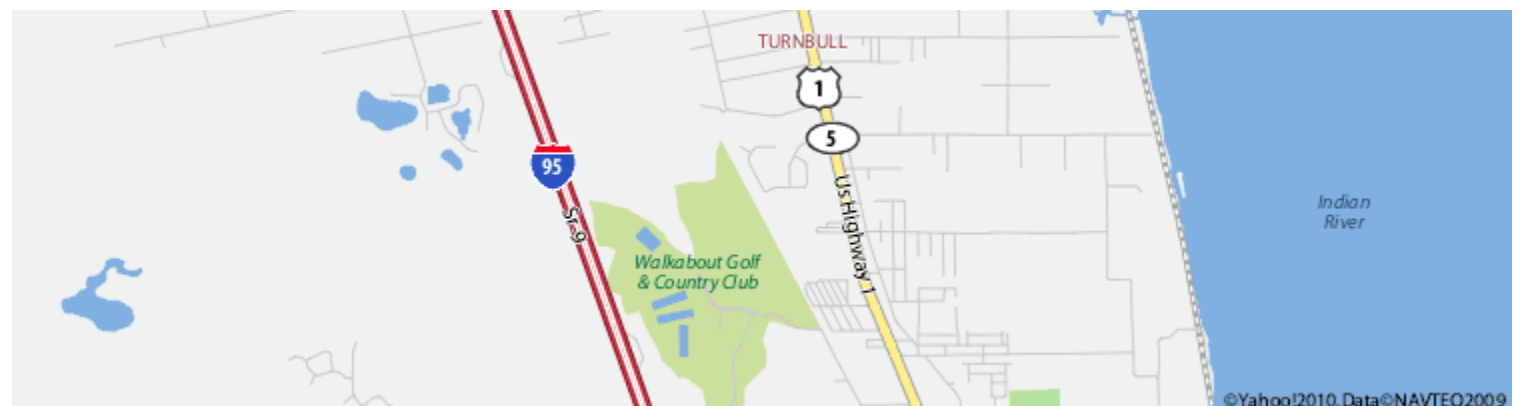 TURNBULL
1
5
95
Sr-9
Us Highway 1
Indian
River
Walkabout Golf
& Country Club
©Yahoo!2010, Data©NAVTEQ2009